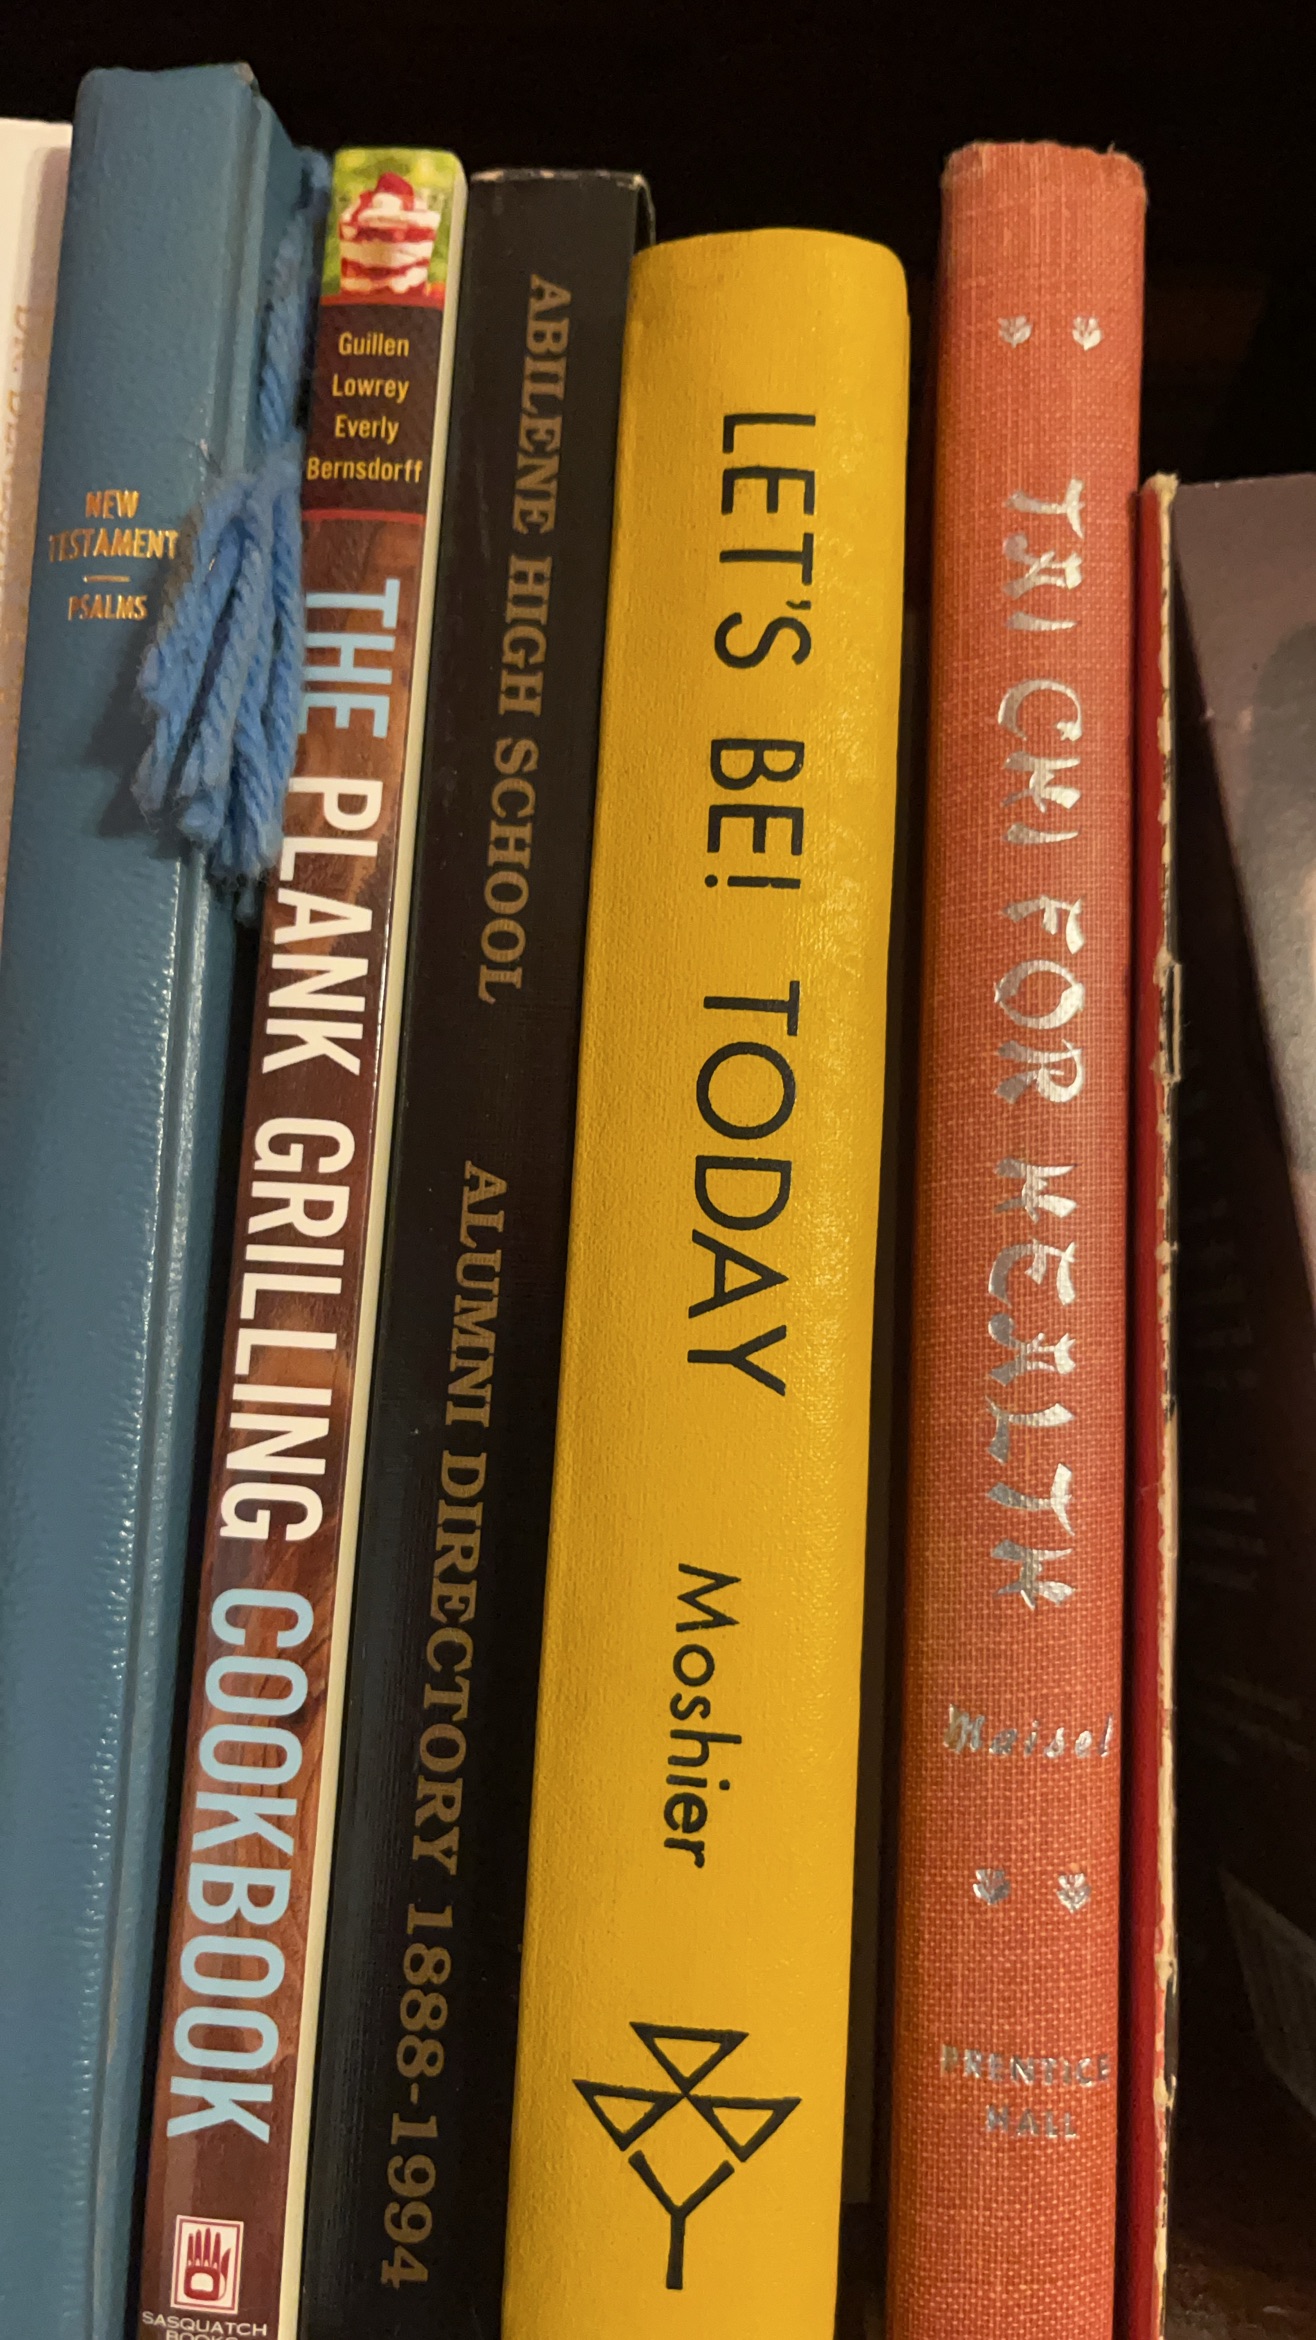 NEW
TESTAMENT
PSALMS
Guillen
Lowrey
Everly
Bernsdorff
THE PLANK GRILLING COOKBOOK
SASQUATCH
BOOKS
ABILENE HIGH SCHOOL ALUMNI DIRECTORY 1888-1994
LET'S BE! TODAY Moshier
TAI CHI FOR HEALTH
Maisel
PRENTICE
HALL